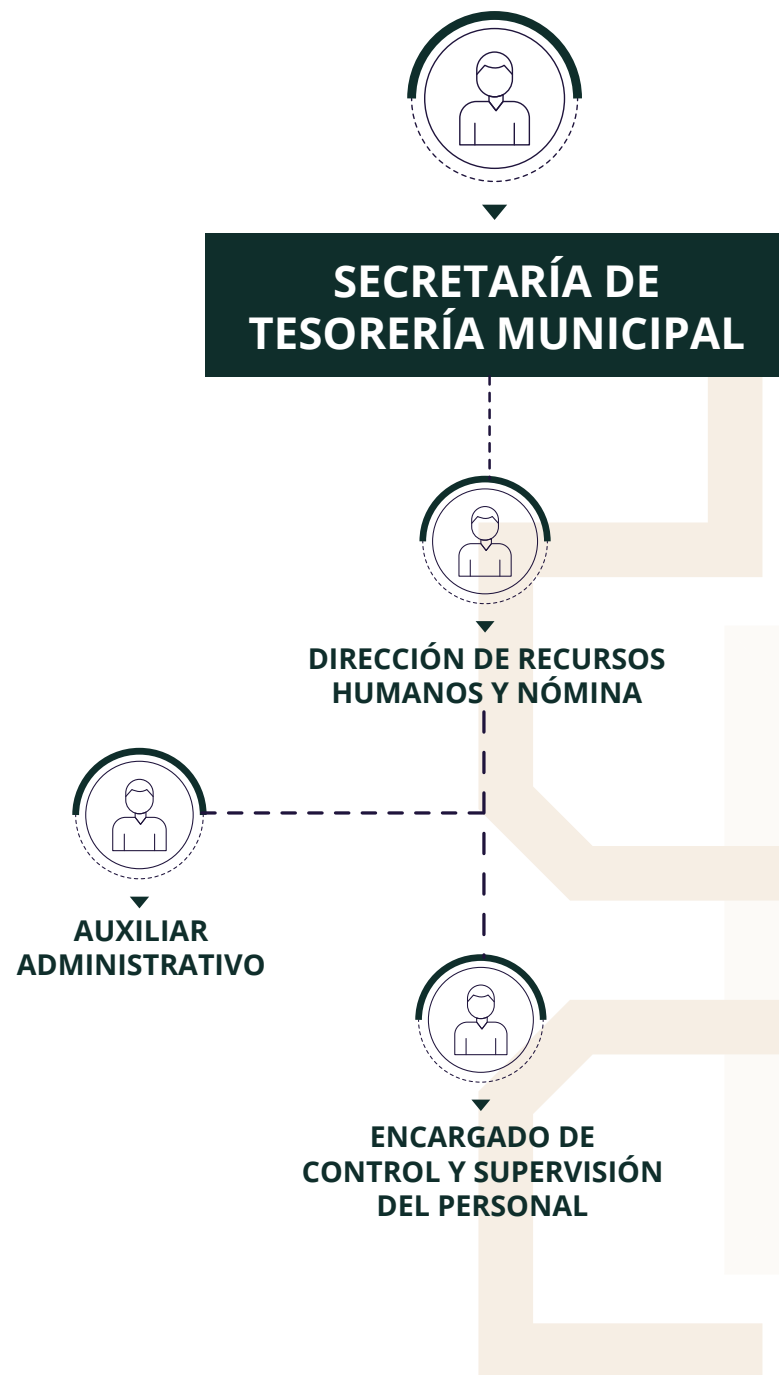 SECRETARÍA DE
TESORERÍA MUNICIPAL
DIRECCIÓN DE RECURSOS
HUMANOS Y NÓMINA
AUXILIAR
ADMINISTRATIVO
ENCARGADO DE
CONTROL Y SUPERVISIÓN
DEL PERSONAL